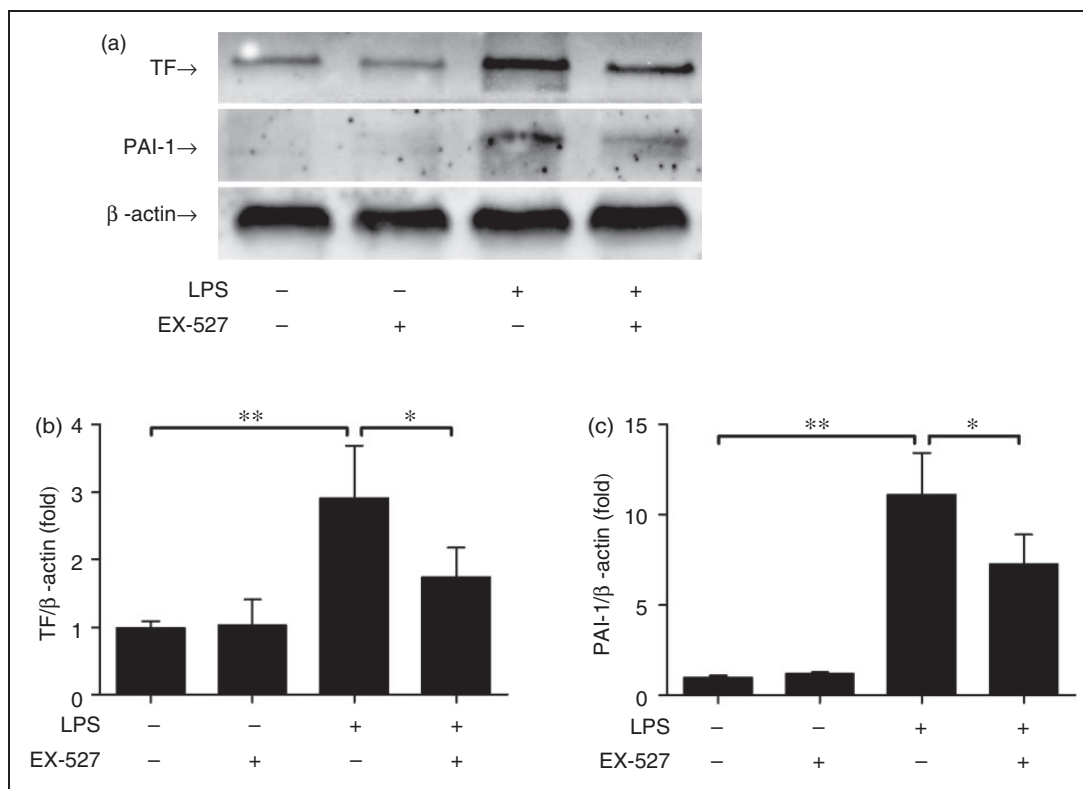 (a)
TF→
PAI-1→
β -actin→
LPS – – + +
EX-527 – + – +
(b)
TF/β -actin (fold)
4
3
2
1
0
** *
LPS – – + +
EX-527 – + – +
(c)
PAI-1/β -actin (fold)
15
10
5
0
** *
LPS – – + +
EX-527 – + – +